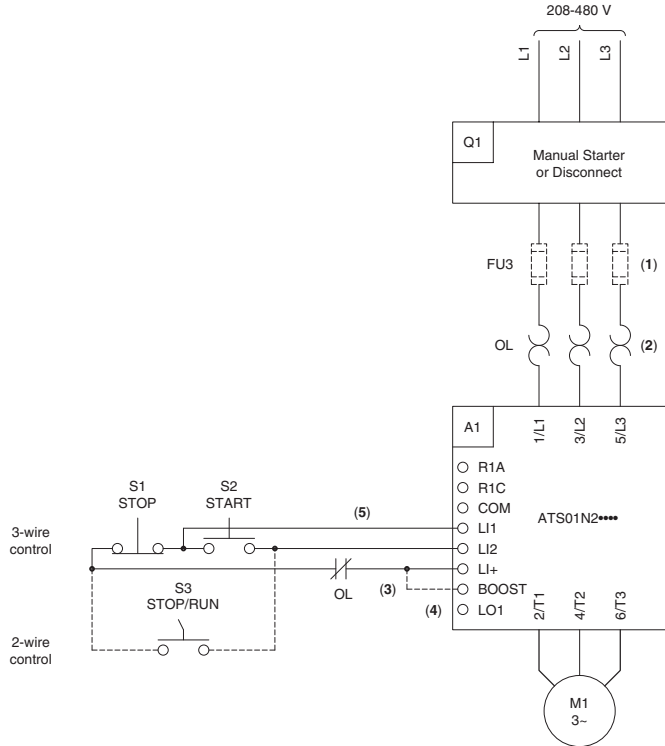 208-480 V
L1
L2
L3
Q1
Manual Starter
or Disconnect
FU3
(1)
OL
(2)
A1
1/L1
3/L2
5/L3
R1A
R1C
COM
LI1
LI2
LI+
BOOST
LO1
ATS01N2••••
S1
STOP
S2
START
(5)
3-wire
control
S3
STOP/RUN
OL
(3)
(4)
2-wire
control
2/T1
4/T2
6/T3
M1
3~